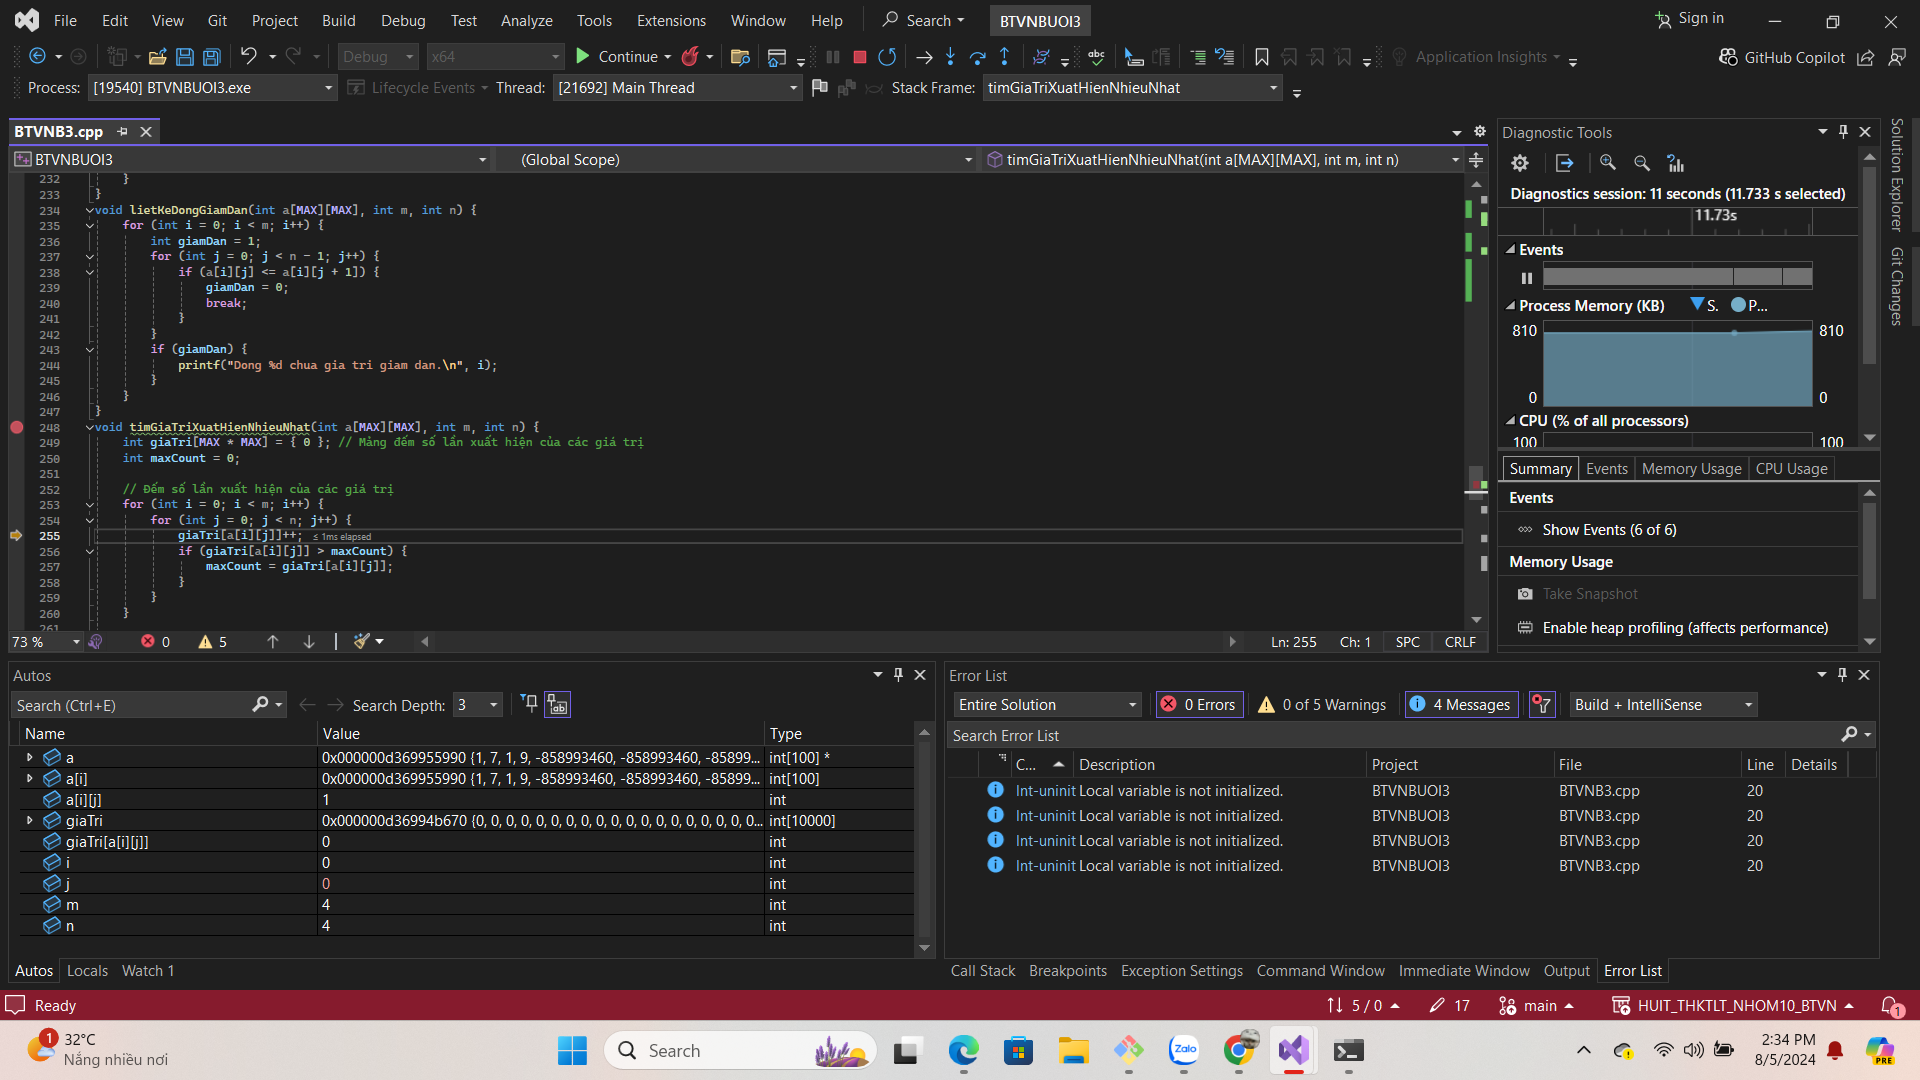 File Edit View Git Project Build Debug Test Analyze Tools Extensions Window Help Search BTVNBUOI3 Sign in
Debug x64 Continue Application Insights GitHub Copilot
Process: [19540] BTVNBUOI3.exe Lifecycle Events Thread: [21692] Main Thread Stack Frame: timGiaTriXuatHienNhieuNhat
BTVNB3.cpp
BTVNBUOI3 (Global Scope) timGiaTriXuatHienNhieuNhat(int a[MAX][MAX], int m, int n)
232 }
233 }
234 void lietKeDongGiamDan(int a[MAX][MAX], int m, int n) {
235 for (int i = 0; i < m; i++) {
236 int giamDan = 1;
237 for (int j = 0; j < n - 1; j++) {
238 if (a[i][j] <= a[i][j + 1]) {
239 giamDan = 0;
240 break;
241 }
242 }
243 if (giamDan) {
244 printf("Dong %d chua gia tri giam dan.\n", i);
245 }
246 }
247 }
248 void timGiaTriXuatHienNhieuNhat(int a[MAX][MAX], int m, int n) {
249 int giaTri[MAX * MAX] = { 0 }; // Mảng đếm số lần xuất hiện của các giá trị
250 int maxCount = 0;
251
252 // Đếm số lần xuất hiện của các giá trị
253 for (int i = 0; i < m; i++) {
254 for (int j = 0; j < n; j++) {
255 giaTri[a[i][j]]++; ≤ 1ms elapsed
256 if (giaTri[a[i][j]] > maxCount) {
257 maxCount = giaTri[a[i][j]];
258 }
259 }
260 }
261
73 % 0 5 Ln: 255 Ch: 1 SPC CRLF
Diagnostic Tools
Diagnostics session: 11 seconds (11.733 s selected)
11.73s
Events
Process Memory (KB) S. P...
810 810
0 0
CPU (% of all processors)
100 100
Summary Events Memory Usage CPU Usage
Events
Show Events (6 of 6)
Memory Usage
Take Snapshot
Enable heap profiling (affects performance)
Solution Explorer
Git Changes
Autos
Search (Ctrl+E) Search Depth: 3
Name Value Type
a 0x000000d369955990 {1, 7, 1, 9, -858993460, -858993460, -85899... int[100] *
a[i] 0x000000d369955990 {1, 7, 1, 9, -858993460, -858993460, -85899... int[100]
a[i][j] 1 int
giaTri 0x000000d36994b670 {0, 0, 0, 0, 0, 0, 0, 0, 0, 0, 0, 0, 0, 0, 0, 0, 0, 0, 0... int[10000]
giaTri[a[i][j]] 0 int
i 0 int
j 0 int
m 4 int
n 4 int
Autos Locals Watch 1
Error List
Entire Solution 0 Errors 0 of 5 Warnings 4 Messages Build + IntelliSense
Search Error List
C... Description Project File Line Details
Int-uninit Local variable is not initialized. BTVNBUOI3 BTVNB3.cpp 20
Int-uninit Local variable is not initialized. BTVNBUOI3 BTVNB3.cpp 20
Int-uninit Local variable is not initialized. BTVNBUOI3 BTVNB3.cpp 20
Int-uninit Local variable is not initialized. BTVNBUOI3 BTVNB3.cpp 20
Call Stack Breakpoints Exception Settings Command Window Immediate Window Output Error List
Ready 5 / 0 17 main HUIT_THKTLT_NHOM10_BTVN 1
1 32°C
Nắng nhiều nơi
Search
Zalo
2:34 PM
8/5/2024
PRE